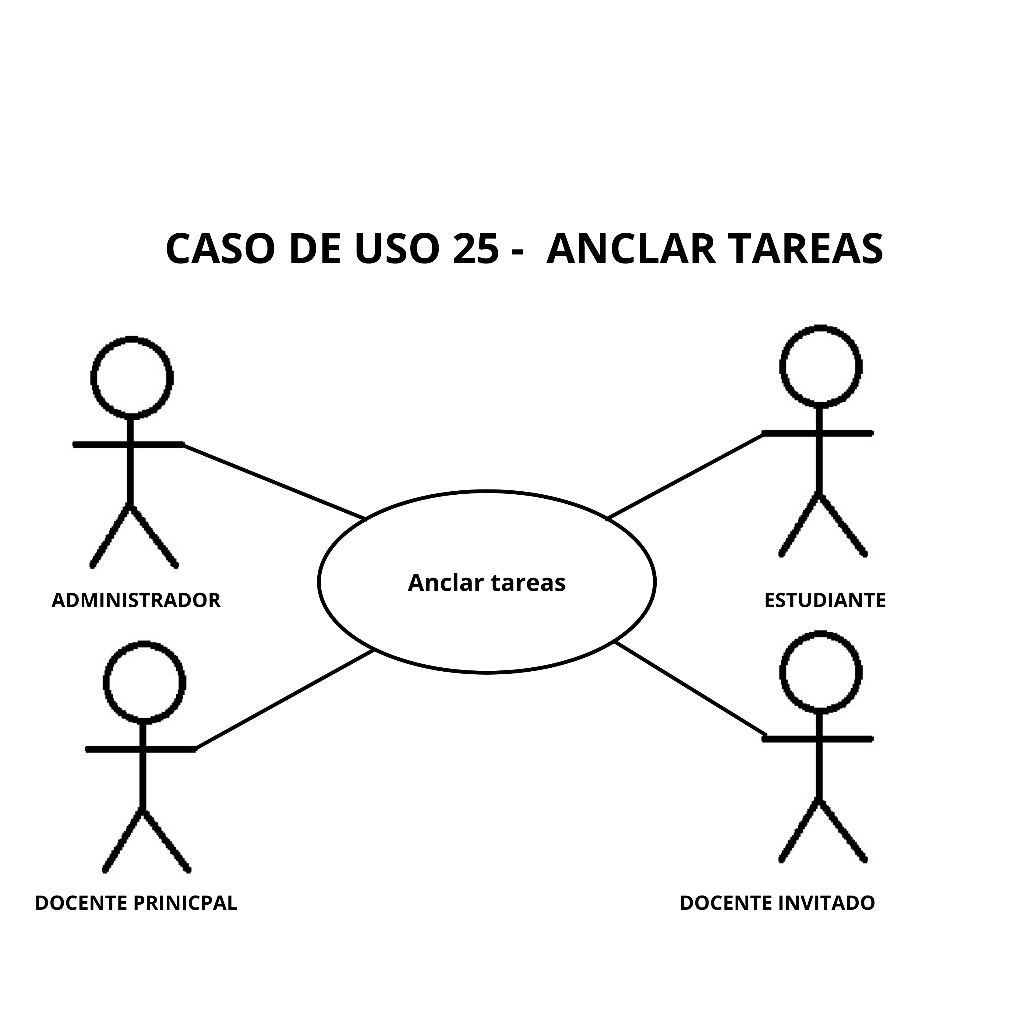 CASO DE USO 25 -  ANCLAR TAREAS
Anclar tareas
ADMINISTRADOR
ESTUDIANTE
DOCENTE PRINICPAL
DOCENTE INVITADO